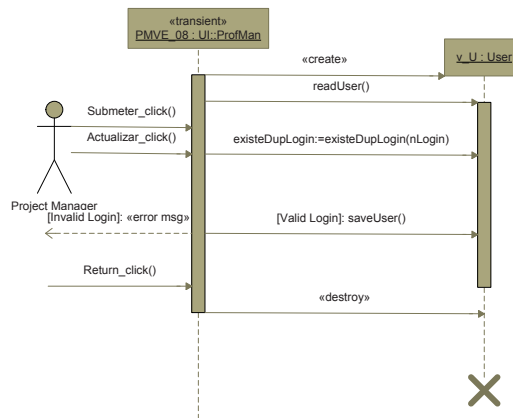 «transient»
PMVE_08 : UI::ProfMan
«create»
v_U : User
readUser()
Submeter_click()
Actualizar_click()
existeDupLogin:=existeDupLogin(nLogin)
Project Manager
[Invalid Login]: «error msg»
[Valid Login]: saveUser()
Return_click()
«destroy»